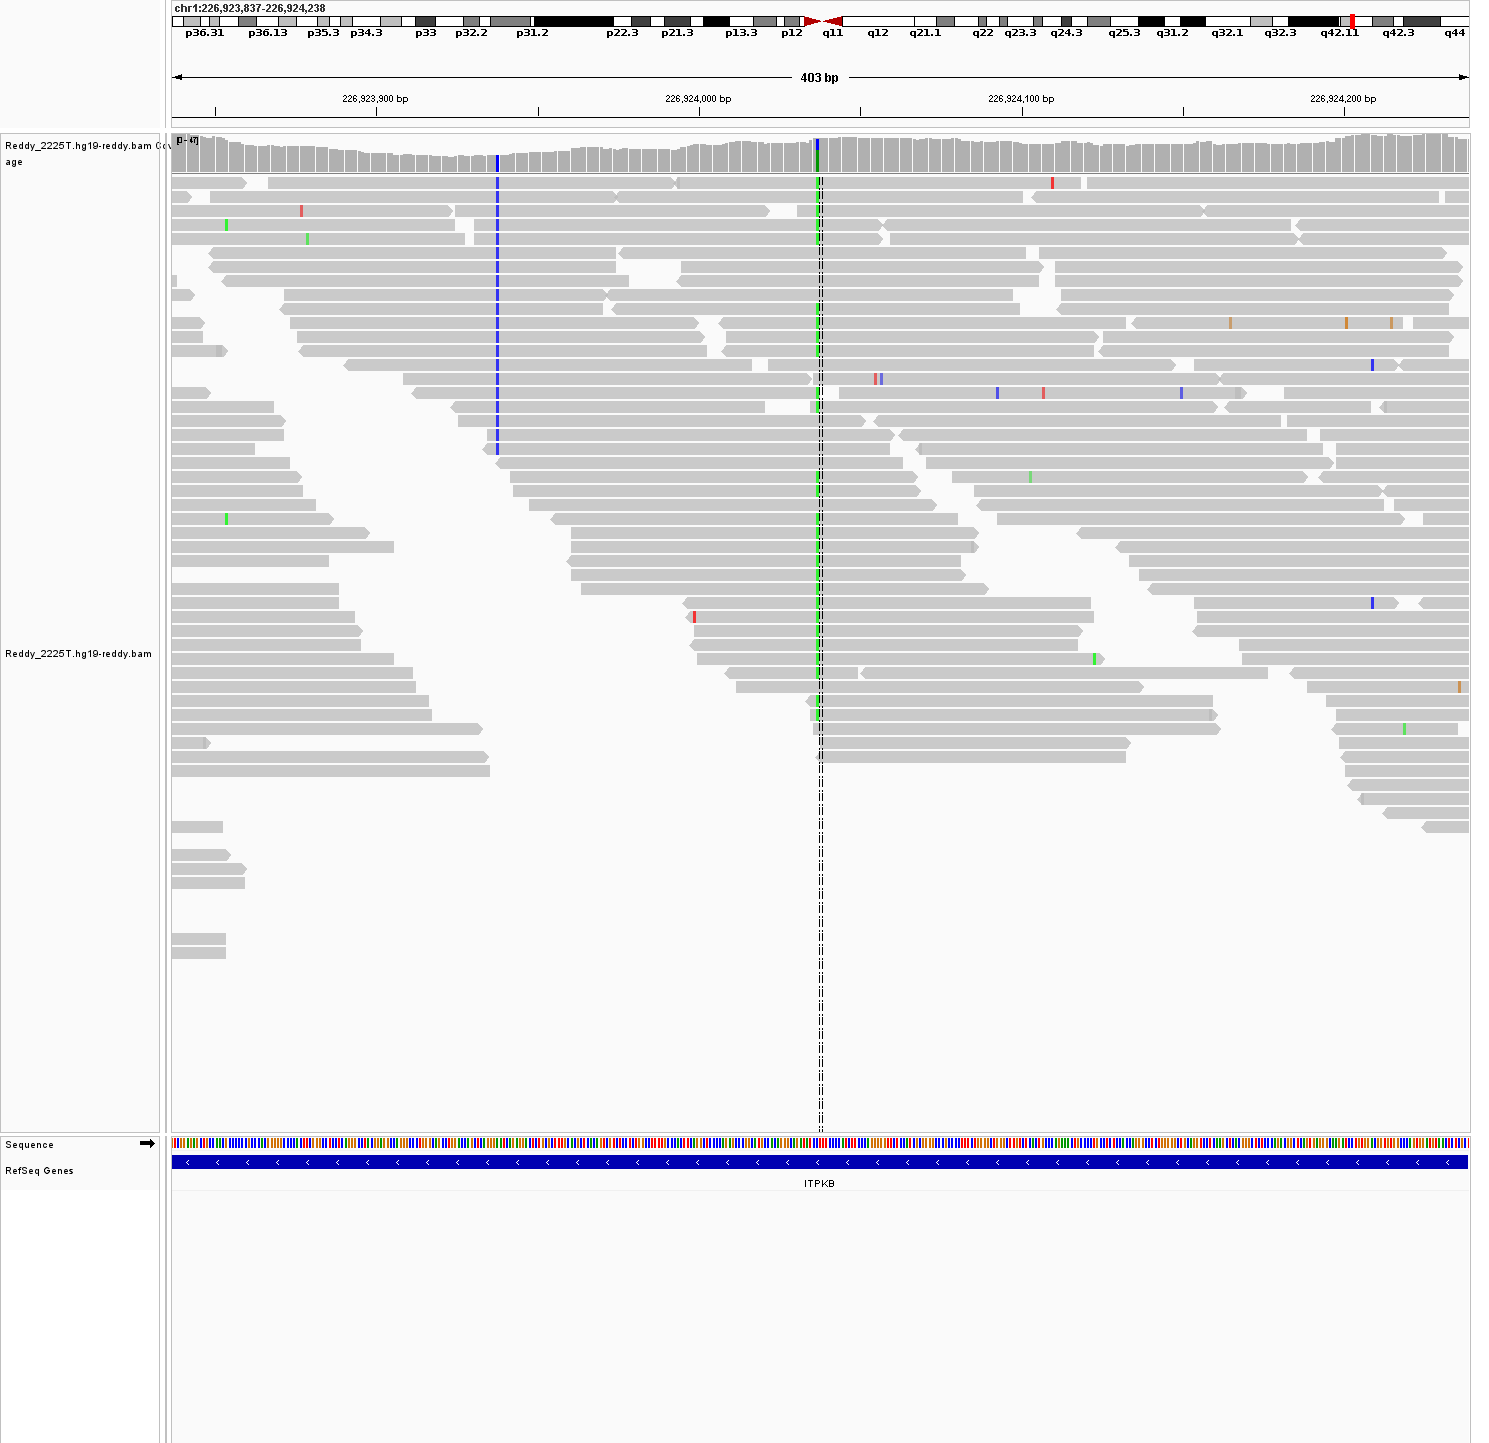 chr1:226,923,837-226,924,238
p36.31 p36.13 p35.3 p34.3 p33 p32.2 p31.2 p22.3 p21.3 p13.3 p12 q11 q12 q21.1 q22 q23.3 q24.3 q25.3 q31.2 q32.1 q32.3 q42.11 q42.3 q44
403 bp
226,923,900 bp 226,924,000 bp 226,924,100 bp 226,924,200 bp
[0 - 47]
Reddy_2225T.hg19-reddy.bam Cov
age
Reddy_2225T.hg19-reddy.bam
Sequence
RefSeq Genes
ITPKB